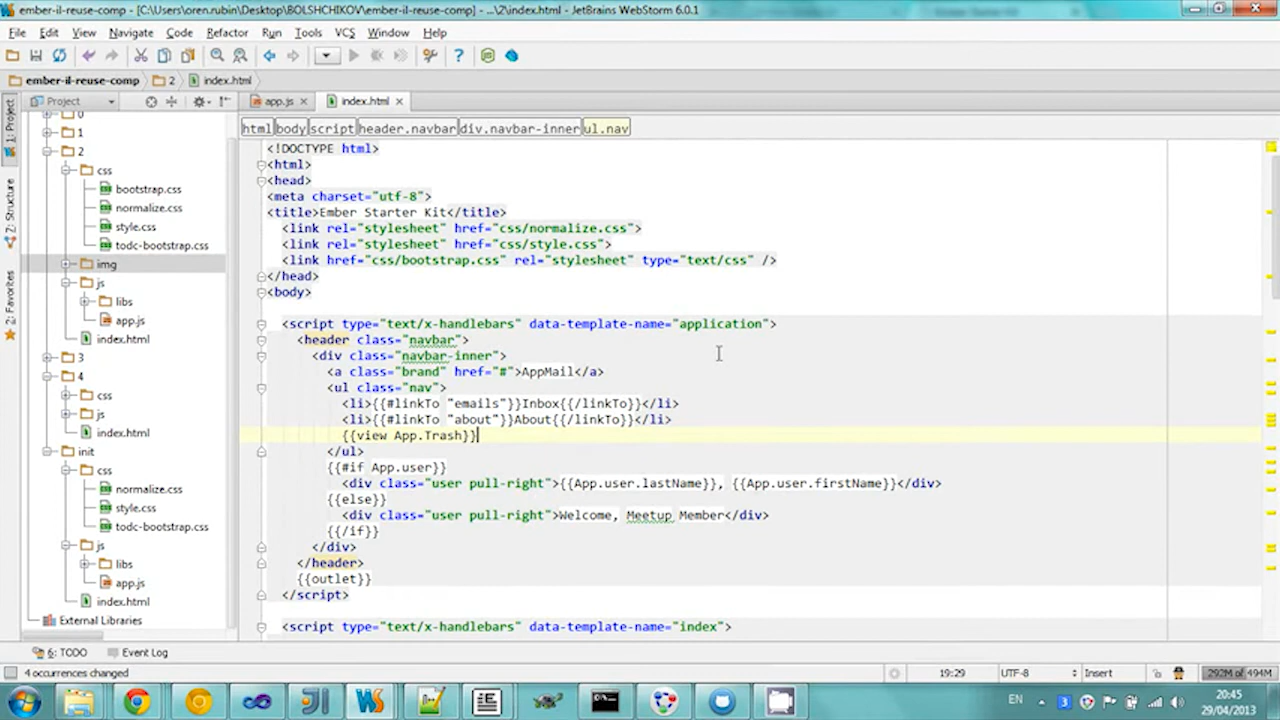 ember-il-reuse-comp - [C:\Users\oren.rubin\Desktop\BOLSHCHIKOV\ember-il-reuse-comp] - ...\2\index.html - JetBrains WebStorm 6.0.1
File Edit View Navigate Code Refactor Run Tools VCS Window Help
ember-il-reuse-comp 2 index.html
Project app.js index.html
html body script header.navbar div.navbar-inner ul.nav
1: Project
Z: Structure
2: Favorites
0
1
2
css
bootstrap.css
normalize.css
style.css
todc-bootstrap.css
img
js
libs
app.js
index.html
3
4
css
js
index.html
init
css
normalize.css
style.css
todc-bootstrap.css
js
libs
app.js
index.html
External Libraries
<!DOCTYPE html>
<html>
<head>
<meta charset="utf-8">
<title>Ember Starter Kit</title>
<link rel="stylesheet" href="css/normalize.css">
<link rel="stylesheet" href="css/style.css">
<link href="css/bootstrap.css" rel="stylesheet" type="text/css" />
</head>
<body>
<script type="text/x-handlebars" data-template-name="application">
<header class="navbar">
<div class="navbar-inner">
<a class="brand" href="#">AppMail</a>
<ul class="nav">
<li>{{#linkTo "emails"}}Inbox{{/linkTo}}</li>
<li>{{#linkTo "about"}}About{{/linkTo}}</li>
{{view App.Trash}}
</ul>
{{#if App.user}}
<div class="user pull-right">{{App.user.lastName}}, {{App.user.firstName}}</div>
{{else}}
<div class="user pull-right">Welcome, Meetup Member</div>
{{/if}}
</div>
</header>
{{outlet}}
</script>
<script type="text/x-handlebars" data-template-name="index">
6: TODO Event Log
4 occurrences changed 19:29 UTF-8 Insert 292M of 494M
EN 20:45
29/04/2013